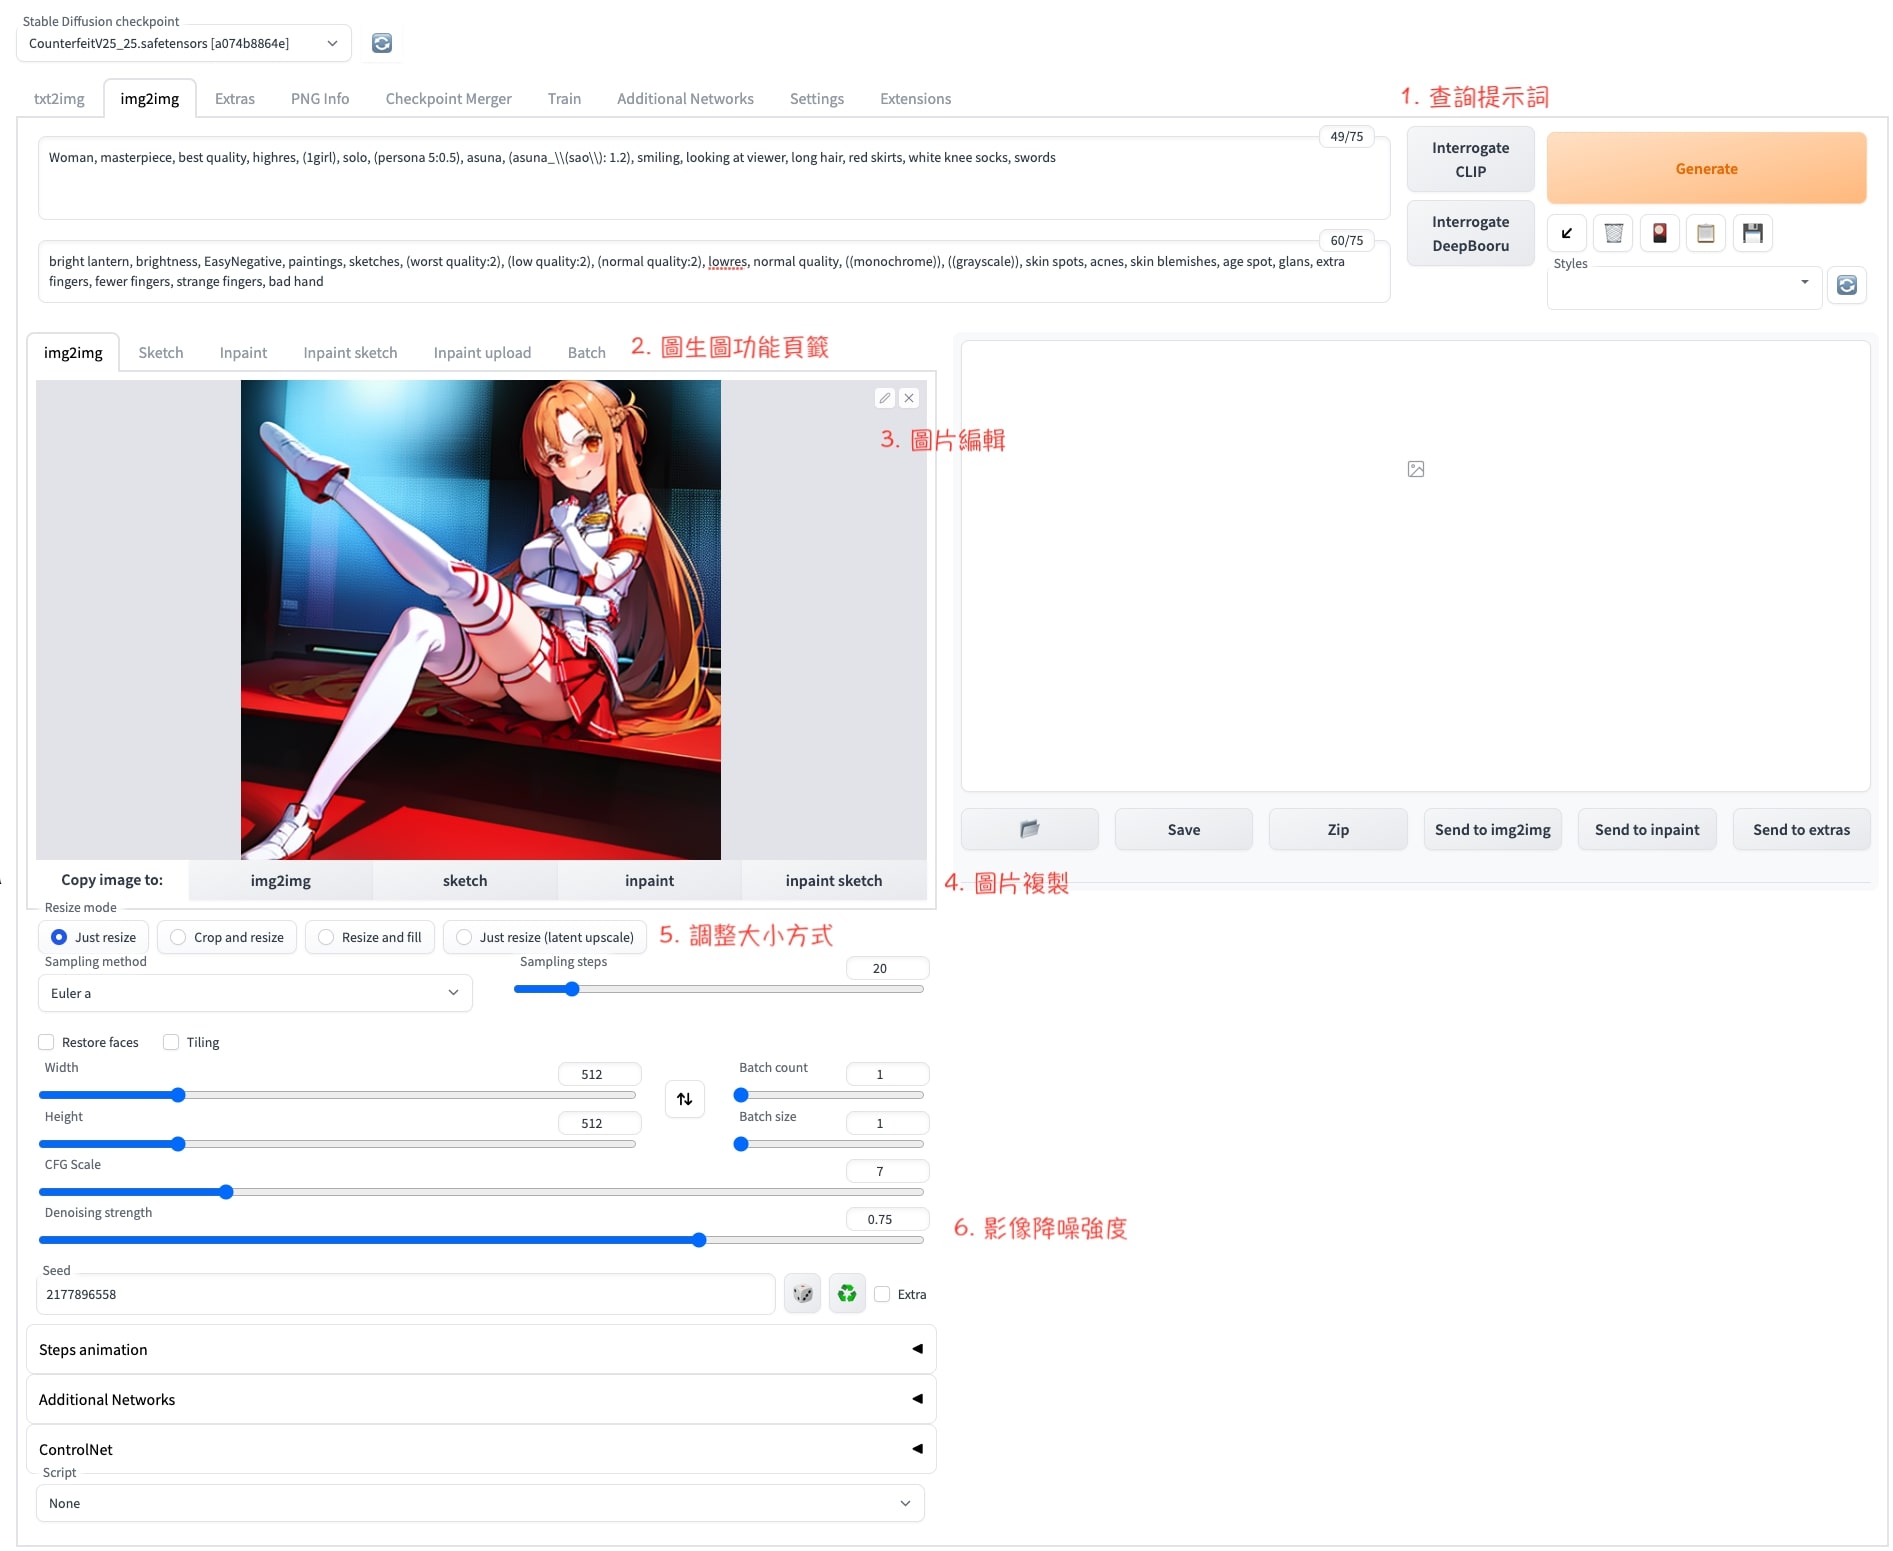 Stable Diffusion checkpoint
CounterfeitV25_25.safetensors [a074b8864e]
txt2img img2img Extras PNG Info Checkpoint Merger Train Additional Networks Settings Extensions
1. 查詢提示詞
49/75
Woman, masterpiece, best quality, highres, (1girl), solo, (persona 5:0.5), asuna, (asuna_\\(sao\\): 1.2), smiling, looking at viewer, long hair, red skirts, white knee socks, swords
Interrogate
CLIP
Generate
Interrogate
DeepBooru
60/75
bright lantern, brightness, EasyNegative, paintings, sketches, (worst quality:2), (low quality:2), (normal quality:2), lowres, normal quality, ((monochrome)), ((grayscale)), skin spots, acnes, skin blemishes, age spot, glans, extra
fingers, fewer fingers, strange fingers, bad hand
Styles
img2img Sketch Inpaint Inpaint sketch Inpaint upload Batch
2. 圖生圖功能頁籤
3. 圖片編輯
Copy image to: img2img sketch inpaint inpaint sketch
4. 圖片複製
Save Zip Send to img2img Send to inpaint Send to extras
Resize mode
Just resize Crop and resize Resize and fill Just resize (latent upscale)
5. 調整大小方式
Sampling method
Euler a
Sampling steps
20
Restore faces Tiling
Width
512
Batch count
1
Height
512
Batch size
1
CFG Scale
7
Denoising strength
0.75
6. 影像降噪強度
Seed
2177896558
Extra
Steps animation
Additional Networks
ControlNet
Script
None